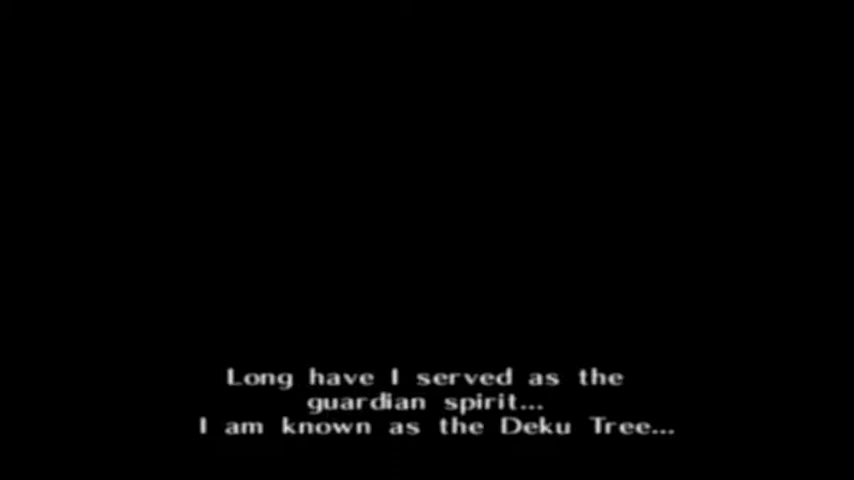 Long have I served as the
guardian spirit...
I am known as the Deku Tree...